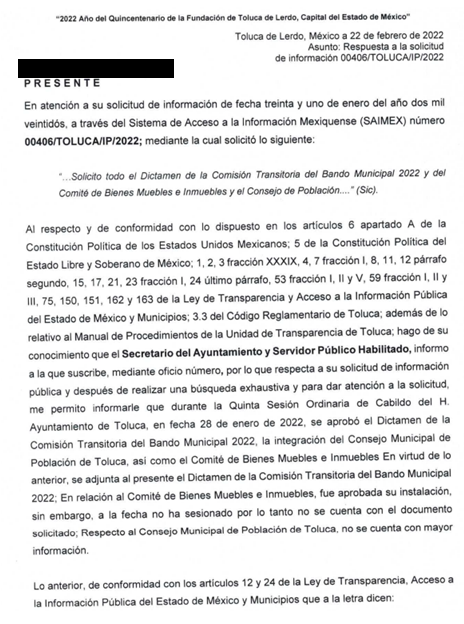 "2022 Año del Quincentenario de la Fundación de Toluca de Lerdo, Capital del Estado de México"
Toluca de Lerdo, México a 22 de febrero de 2022
Asunto: Respuesta a la solicitud
de información 00406/TOLUCA/IP/2022
P R E S E N T E
En atención a su solicitud de información de fecha treinta y uno de enero del año dos mil
veintidós, a través del Sistema de Acceso a la Información Mexiquense (SAIMEX) número
00406/TOLUCA/IP/2022; mediante la cual solicitó lo siguiente:
"…Solicito todo el Dictamen de la Comisión Transitoria del Bando Municipal 2022 y del
Comité de Bienes Muebles e Inmuebles y el Consejo de Población...." (Sic).
Al respecto y de conformidad con lo dispuesto en los artículos 6 apartado A de la
Constitución Política de los Estados Unidos Mexicanos; 5 de la Constitución Política del
Estado Libre y Soberano de México; 1, 2, 3 fracción XXXIX, 4, 7 fracción I, 8, 11, 12 párrafo
segundo, 15, 17, 21, 23 fracción I, 24 último párrafo, 53 fracción I, II y V, 59 fracción I, II y
III, 75, 150, 151, 162 y 163 de la Ley de Transparencia y Acceso a la Información Pública
del Estado de México y Municipios; 3.3 del Código Reglamentario de Toluca; además de lo
relativo al Manual de Procedimientos de la Unidad de Transparencia de Toluca; hago de su
conocimiento que el Secretario del Ayuntamiento y Servidor Público Habilitado, informo
a la que suscribe, mediante oficio número, por lo que respecta a su solicitud de información
pública y después de realizar una búsqueda exhaustiva y para dar atención a la solicitud,
me permito informarle que durante la Quinta Sesión Ordinaria de Cabildo del H.
Ayuntamiento de Toluca, en fecha 28 de enero de 2022, se aprobó el Dictamen de la
Comisión Transitoria del Bando Municipal 2022, la integración del Consejo Municipal de
Población de Toluca, así como el Comité de Bienes Muebles e Inmuebles En virtud de lo
anterior, se adjunta al presente el Dictamen de la Comisión Transitoria del Bando Municipal
2022; En relación al Comité de Bienes Muebles e Inmuebles, fue aprobada su instalación,
sin embargo, a la fecha no ha sesionado por lo tanto no se cuenta con el documento
solicitado; Respecto al Consejo Municipal de Población de Toluca, no se cuenta con mayor
información.
Lo anterior, de conformidad con los artículos 12 y 24 de la Ley de Transparencia, Acceso a
la Información Pública del Estado de México y Municipios que a la letra dicen: